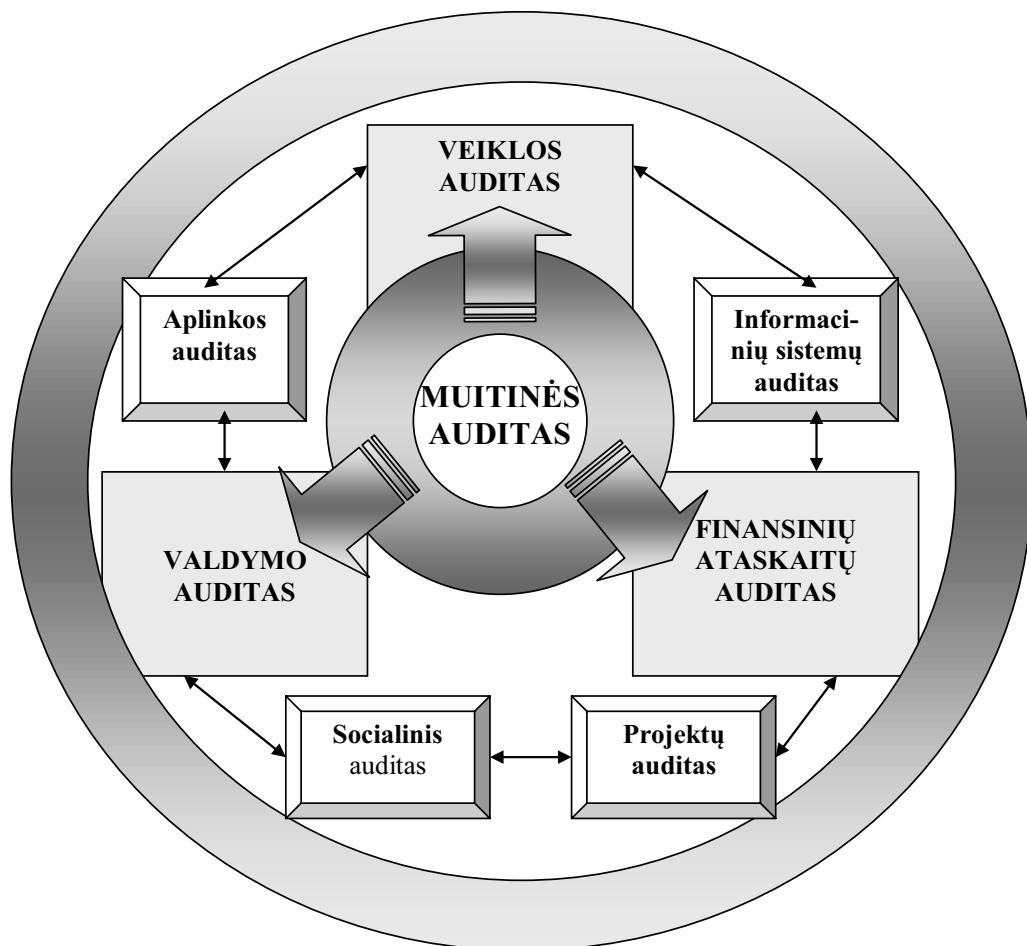 VEIKLOS
AUDITAS
Aplinkos
auditas
Informaci-
nių sistemų
auditas
MUITINĖS
AUDITAS
VALDYMO
AUDITAS
FINANSINIŲ
ATASKAITŲ
AUDITAS
Socialinis
auditas
Projektų
auditas